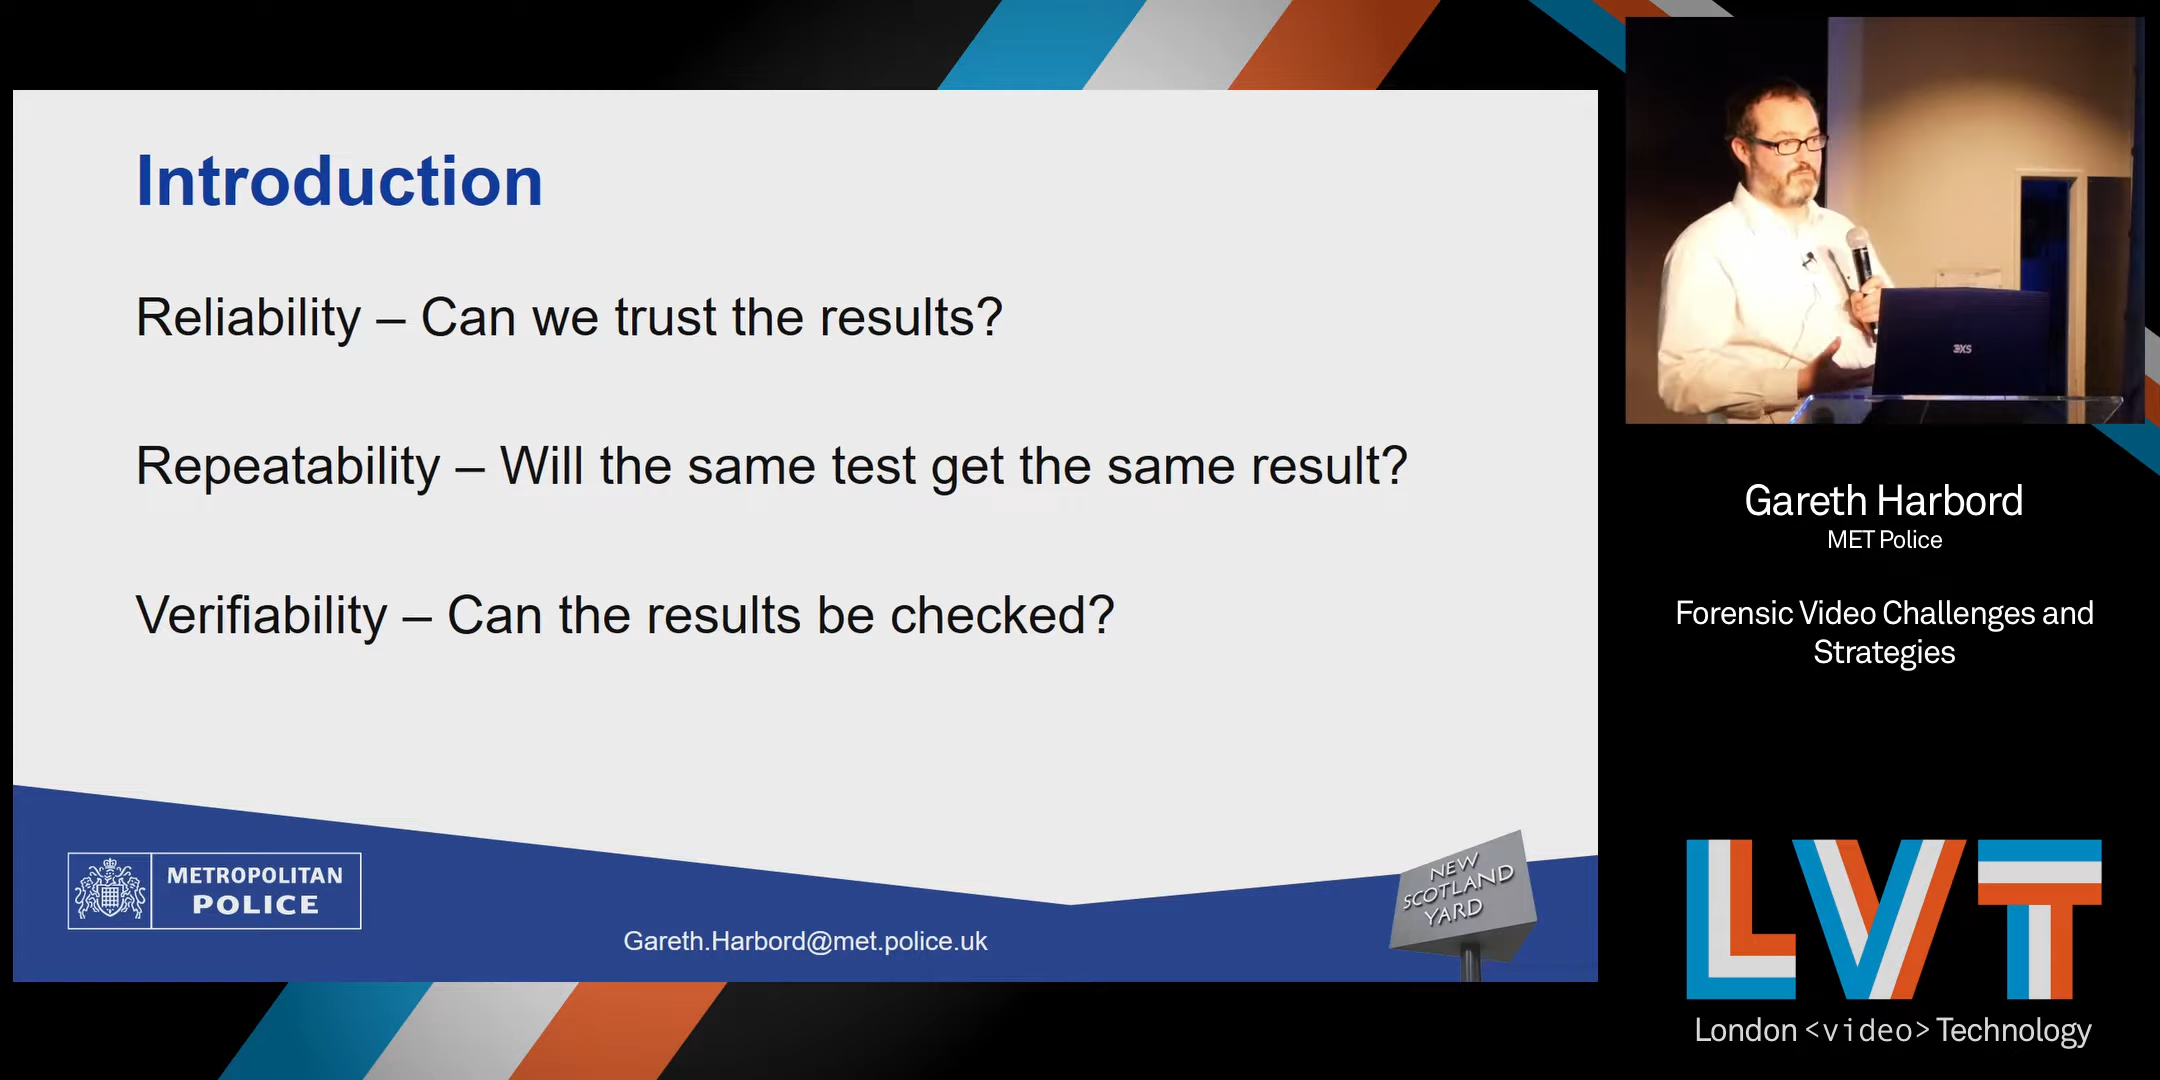 Introduction
Reliability – Can we trust the results?
Repeatability – Will the same test get the same result?
Verifiability – Can the results be checked?
METROPOLITAN
POLICE
Gareth.Harbord@met.police.uk
NEW
SCOTLAND
YARD
3XS
Gareth Harbord
MET Police
Forensic Video Challenges and
Strategies
LVT
London <video> Technology